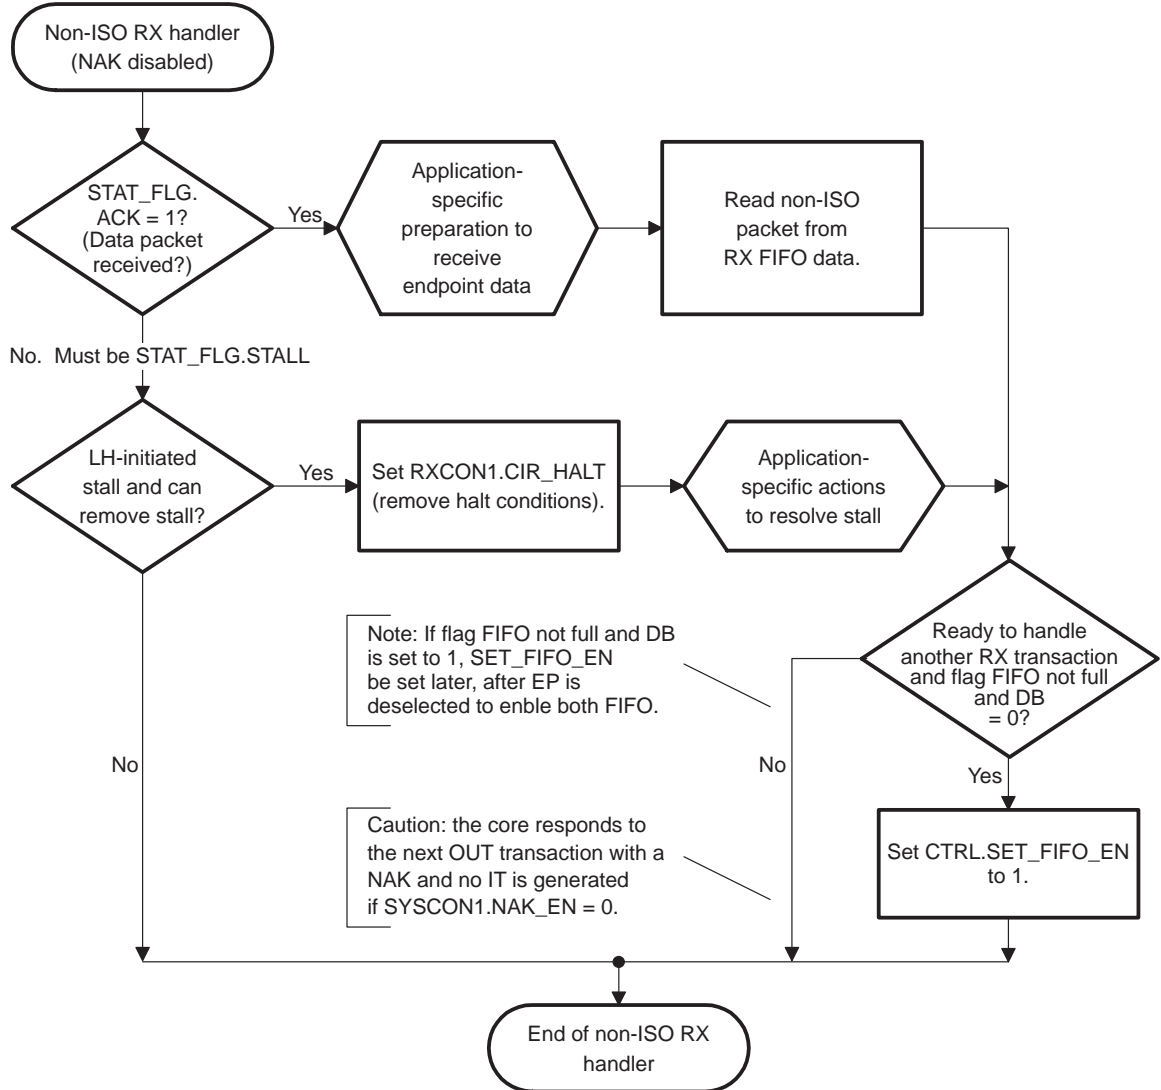 Non-ISO RX handler
(NAK disabled)
STAT_FLG.
ACK = 1?
(Data packet
received?)
Yes
Application-
specific
preparation to
receive
endpoint data
Read non-ISO
packet from
RX FIFO data.
No. Must be STAT_FLG.STALL
LH-initiated
stall and can
remove stall?
Yes
Set RXCON1.CIR_HALT
(remove halt conditions).
Application-
specific actions
to resolve stall
Note: If flag FIFO not full and DB
is set to 1, SET_FIFO_EN
be set later, after EP is
deselected to enble both FIFO.
Ready to handle
another RX transaction
and flag FIFO not full
and DB
= 0?
No
No
Yes
Caution: the core responds to
the next OUT transaction with a
NAK and no IT is generated
if SYSCON1.NAK_EN = 0.
Set CTRL.SET_FIFO_EN
to 1.
End of non-ISO RX
handler